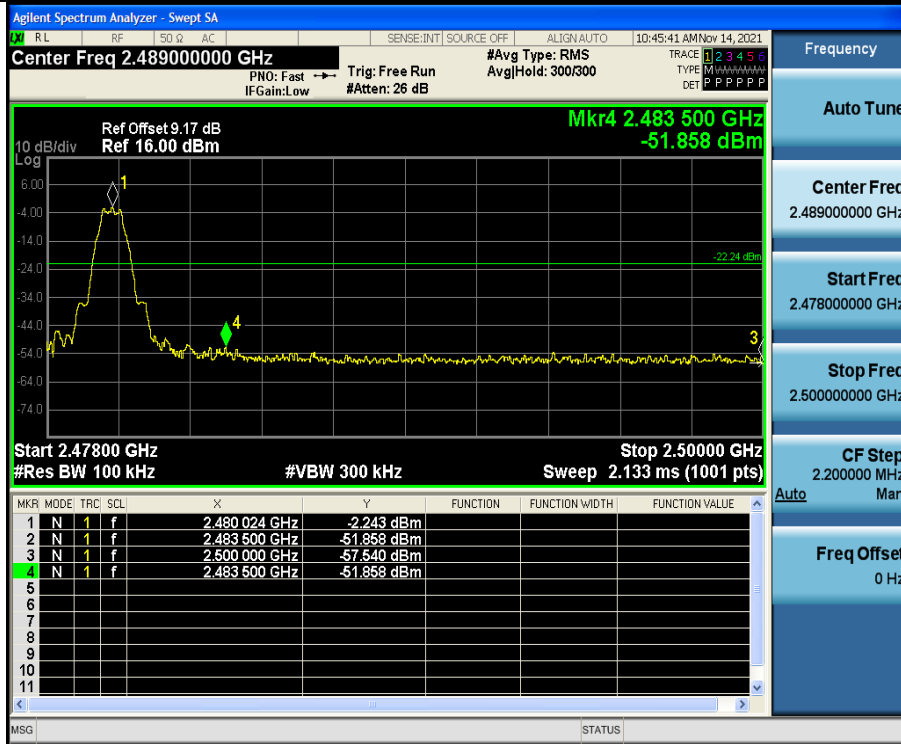 Agilent Spectrum Analyzer - Swept SA
LXI RL RF 50 Ω AC SENSE:INT SOURCE OFF ALIGN AUTO 10:45:41 AM Nov 14, 2021
Center Freq 2.489000000 GHz
PNO: Fast
IFGain:Low
Trig: Free Run
#Atten: 26 dB
#Avg Type: RMS
Avg|Hold: 300/300
TRACE 1 2 3 4 5 6
TYPE M
DET P P P P P P
Ref Offset 9.17 dB
10 dB/div Ref 16.00 dBm
Log
Mkr4 2.483 500 GHz
-51.858 dBm
6.00
-4.00
-14.0
-24.0
-34.0
-44.0
-54.0
-64.0
-74.0
1
-22.24 dBm
4
3
Start 2.47800 GHz Stop 2.50000 GHz
#Res BW 100 kHz #VBW 300 kHz Sweep 2.133 ms (1001 pts)
MKR MODE TRC SCL X Y FUNCTION FUNCTION WIDTH FUNCTION VALUE
1 N 1 f 2.480 024 GHz -2.243 dBm
2 N 1 f 2.483 500 GHz -51.858 dBm
3 N 1 f 2.500 000 GHz -57.540 dBm
4 N 1 f 2.483 500 GHz -51.858 dBm
5
6
7
8
9
10
11
MSG STATUS
Frequency
Auto Tune
Center Freq
2.489000000 GHz
Start Freq
2.478000000 GHz
Stop Freq
2.500000000 GHz
CF Step
2.200000 MHz
Auto Man
Freq Offset
0 Hz